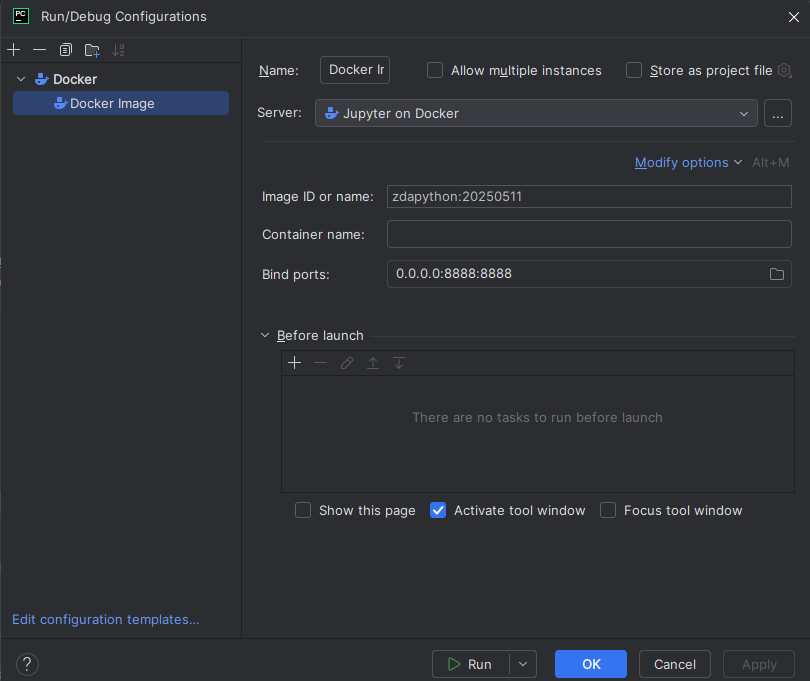 PC
Run/Debug Configurations
Docker
Docker Image
Name:
Docker Ir
Allow multiple instances
Store as project file
Server:
Jupyter on Docker
...
Modify options
Alt+M
Image ID or name:
zdapython:20250511
Container name:
Bind ports:
0.0.0.0:8888:8888
Before launch
There are no tasks to run before launch
Show this page
Activate tool window
Focus tool window
Edit configuration templates...
?
Run
OK
Cancel
Apply